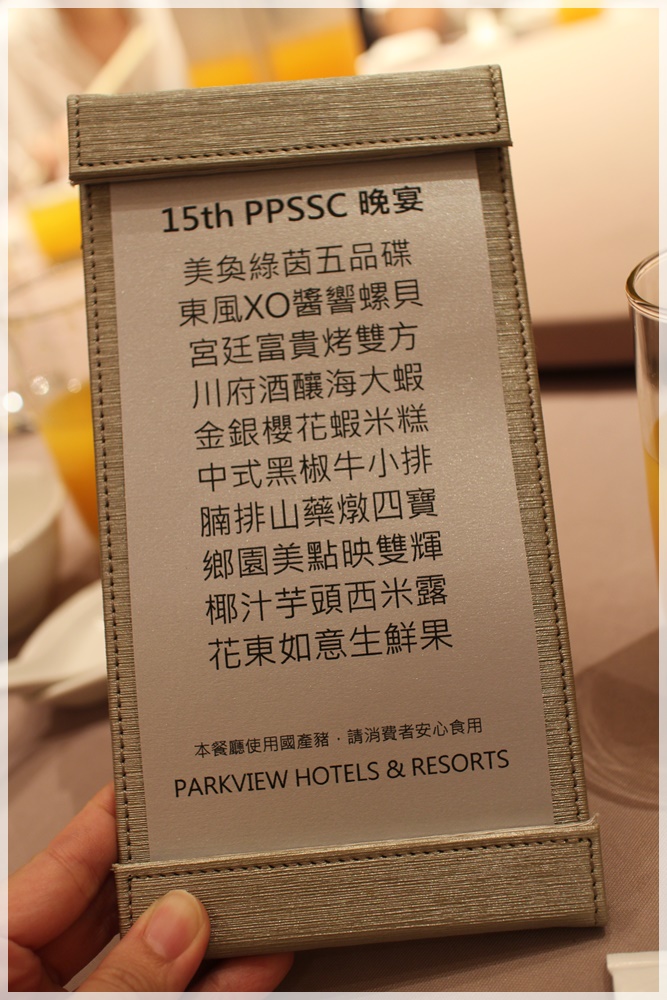 15th PPSSC 晚宴
美奐綠茵五品碟
東風XO醬響螺貝
宮廷富貴烤雙方
川府酒釀海大蝦
金銀櫻花蝦米糕
中式黑椒牛小排
腩排山藥燉四寶
鄉園美點映雙輝
椰汁芋頭西米露
花東如意生鮮果
本餐廳使用國產豬．請消費者安心食用
PARKVIEW HOTELS & RESORTS